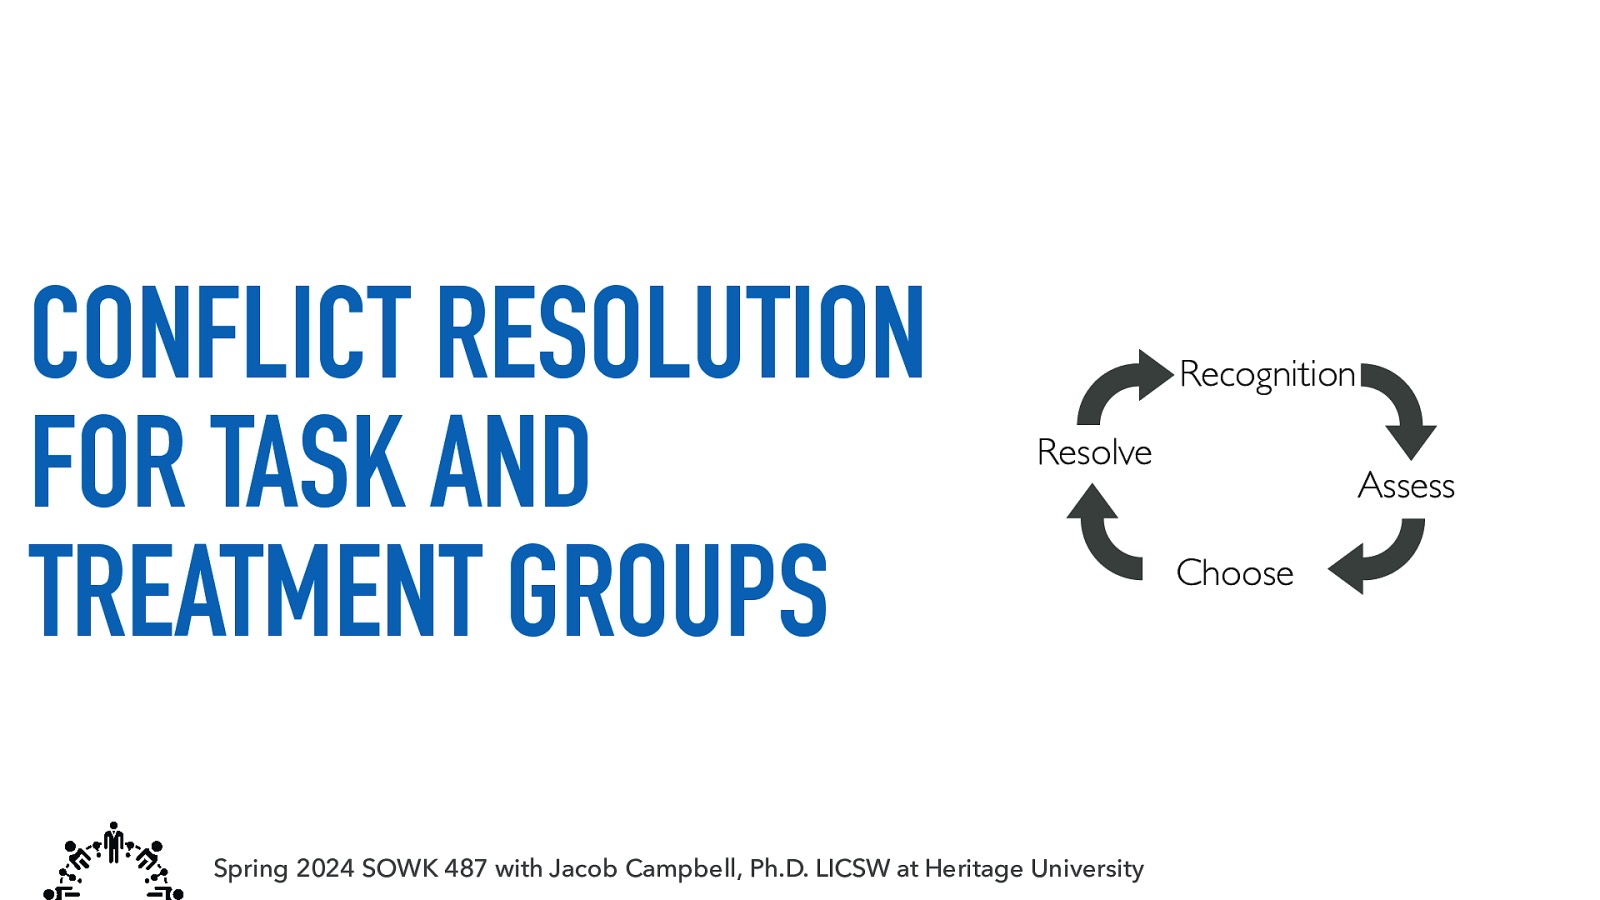 CONFLICT RESOLUTION
FOR TASK AND
TREATMENT GROUPS
Recognition
Resolve
Assess
Choose
Spring 2024 SOWK 487 with Jacob Campbell, Ph.D. LICSW at Heritage University